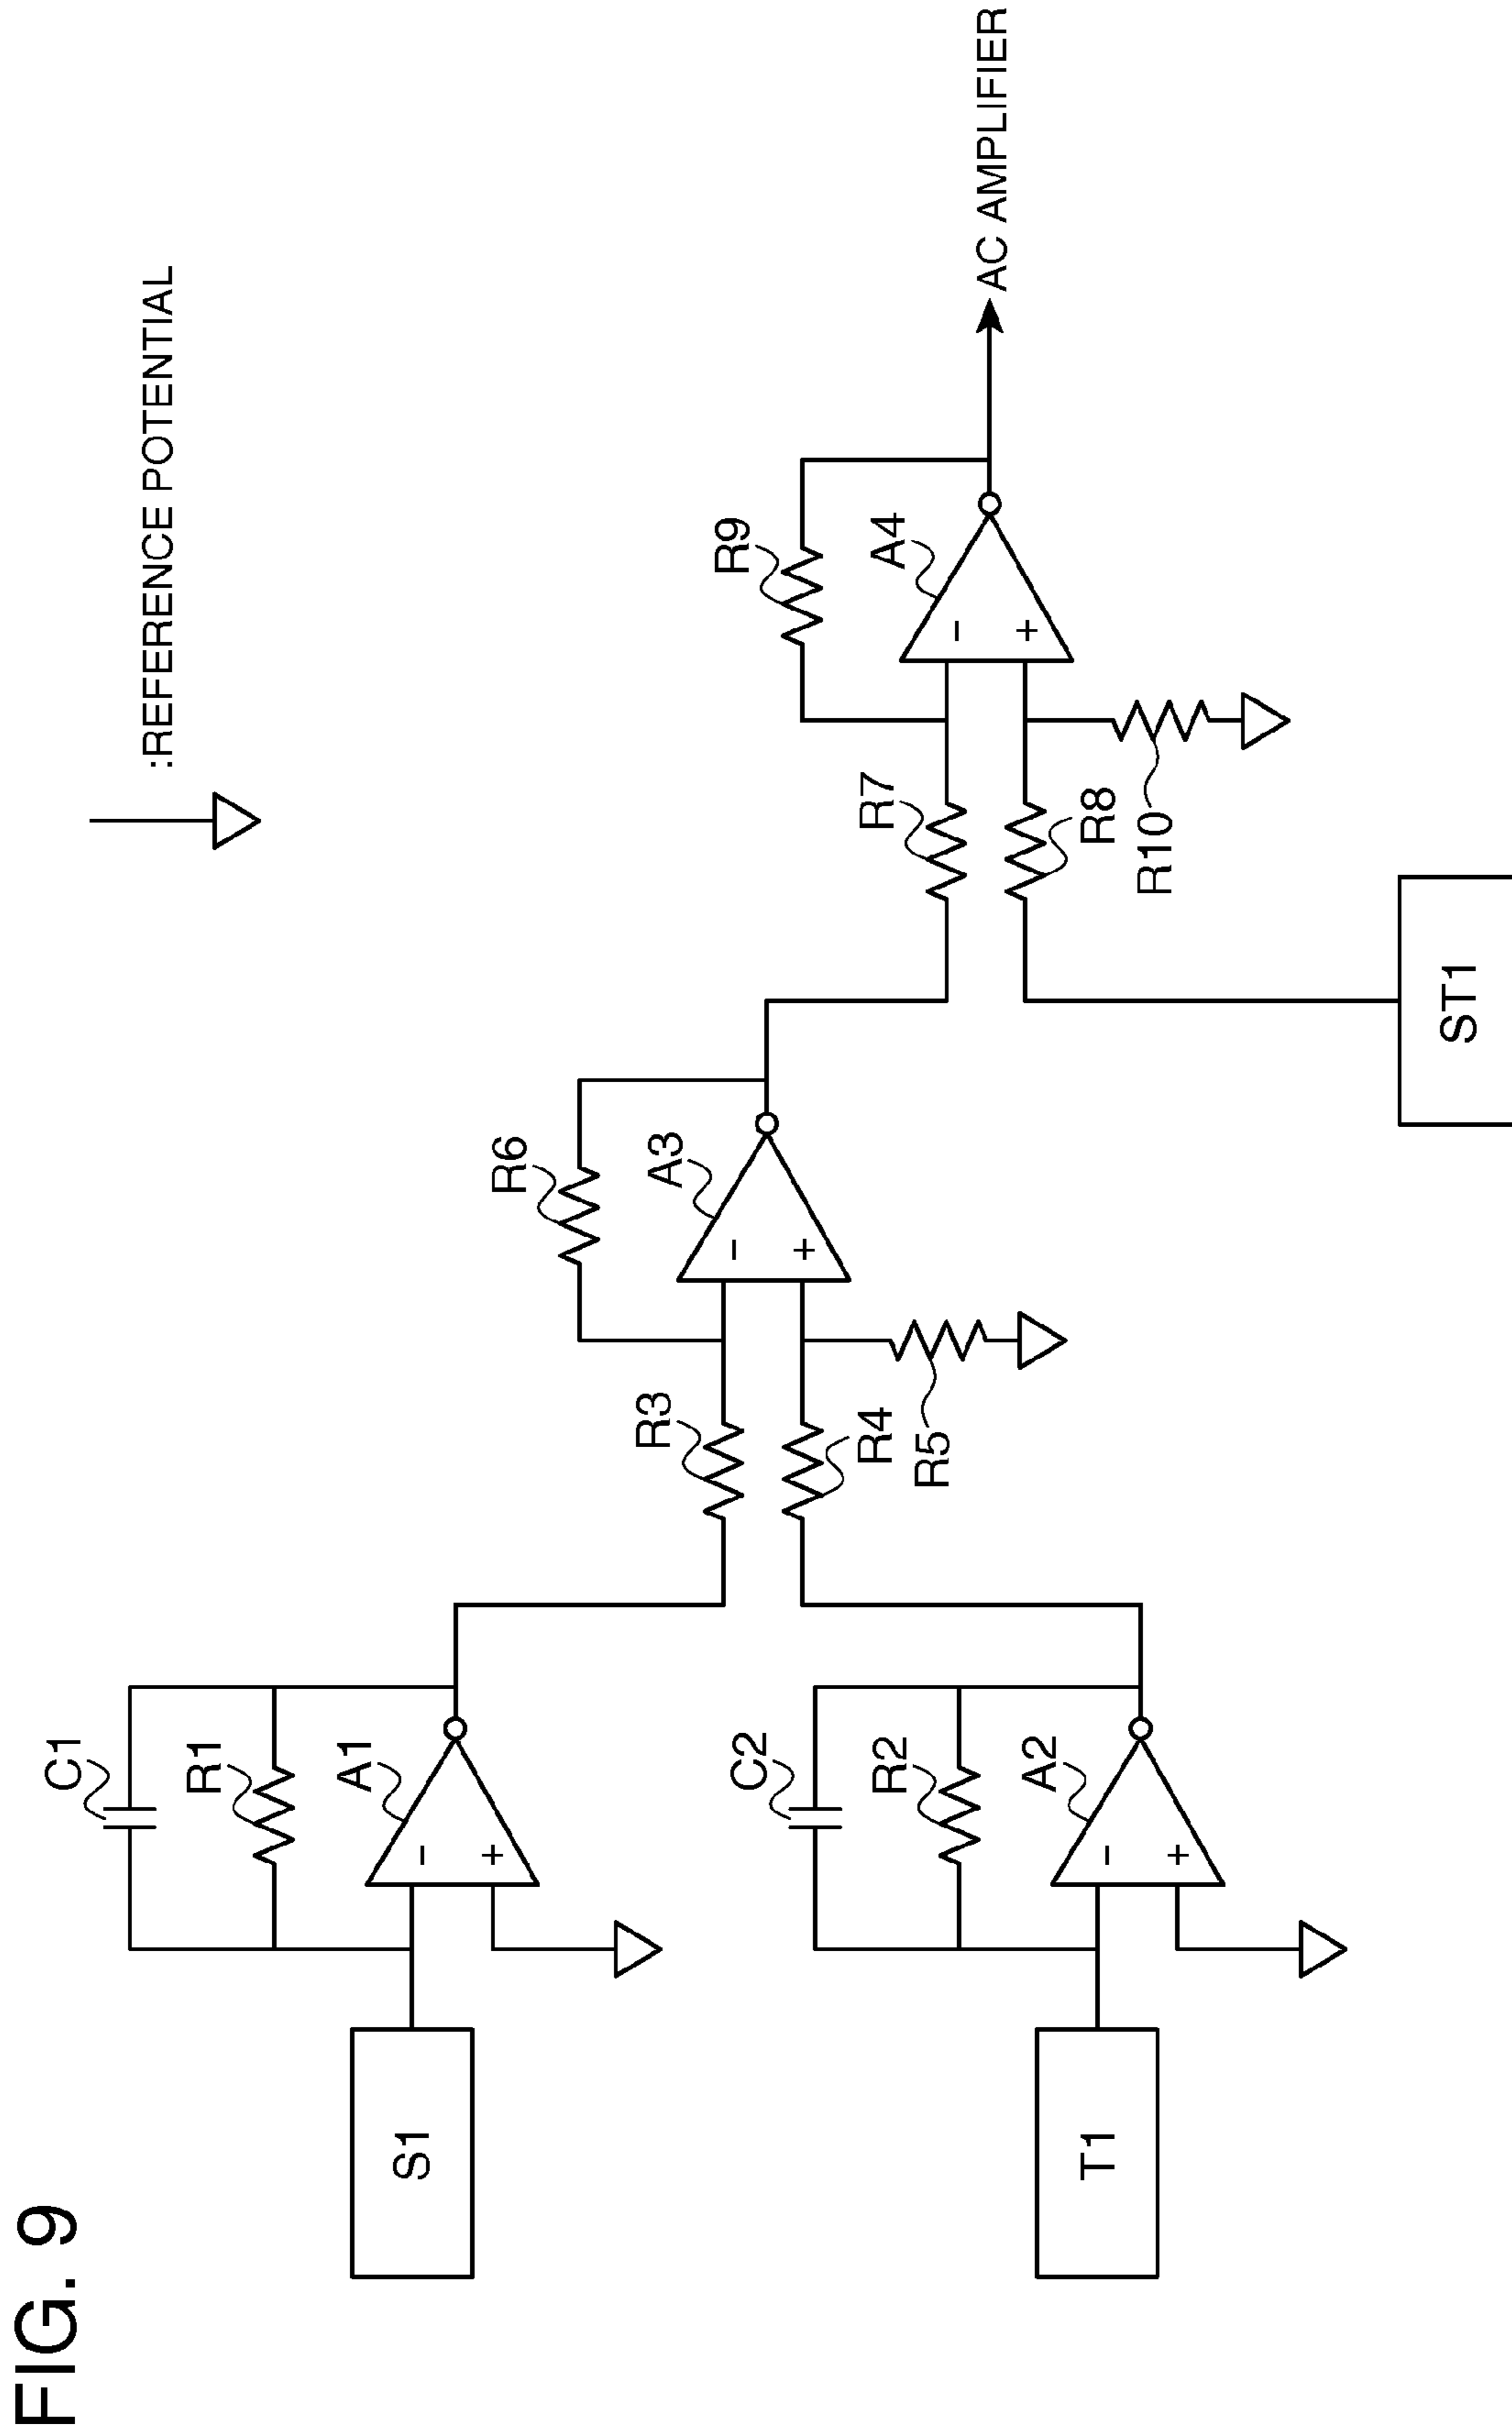 FIG. 9
:REFERENCE POTENTIAL
C1
R1
A1
-
+
S1
C2
R2
A2
-
+
T1
R3
R4
R5
R6
A3
-
+
R7
R8
R10
R9
A4
-
+
AC AMPLIFIER
ST1